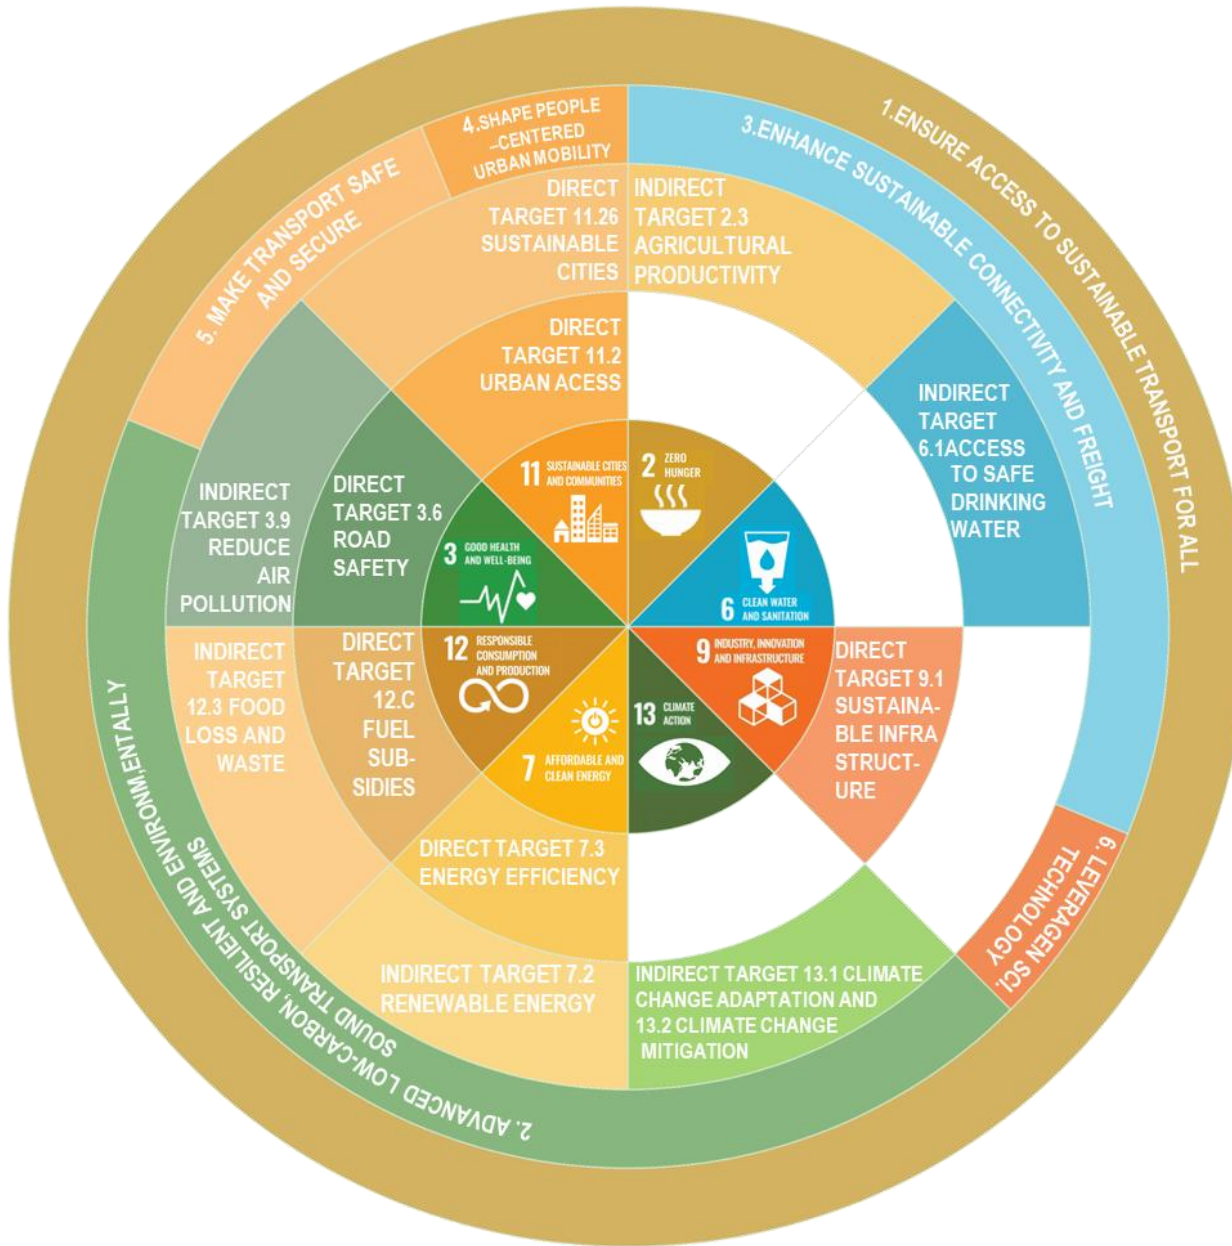 1.ENSURE ACCESS TO SUSTAINABLE TRANSPORT FOR ALL
3.ENHANCE SUSTAINABLE CONNECTIVITY AND FREIGHT
4.SHAPE PEOPLE
–CENTERED
URBAN MOBILITY
5. MAKE TRANSPORT SAFE
AND SECURE
DIRECT
TARGET 11.26
SUSTAINABLE
CITIES
INDIRECT
TARGET 2.3
AGRICULTURAL
PRODUCTIVITY
DIRECT
TARGET 11.2
URBAN ACESS
INDIRECT
TARGET
6.1ACCESS
TO SAFE
DRINKING
WATER
INDIRECT
TARGET 3.9
REDUCE
AIR
POLLUTION
DIRECT
TARGET 3.6
ROAD
SAFETY
11 SUSTAINABLE CITIES
AND COMMUNITIES
2 ZERO
HUNGER
3 GOOD HEALTH
AND WELL-BEING
6 CLEAN WATER
AND SANITATION
INDIRECT
TARGET
12.3 FOOD
LOSS AND
WASTE
DIRECT
TARGET
12.C
FUEL
SUB-
SIDIES
12 RESPONSIBLE
CONSUMPTION
AND PRODUCTION
9 INDUSTRY, INNOVATION
AND INFRASTRUCTURE
DIRECT
TARGET 9.1
SUSTAINA-
BLE INFRA
STRUCT-
URE
7 AFFORDABLE AND
CLEAN ENERGY
13 CLIMATE
ACTION
DIRECT TARGET 7.3
ENERGY EFFICIENCY
INDIRECT TARGET 7.2
RENEWABLE ENERGY
INDIRECT TARGET 13.1 CLIMATE
CHANGE ADAPTATION AND
13.2 CLIMATE CHANGE
MITIGATION
6. LEVERAGEN SCI.
TECHNOLOGY
2. ADVANCED LOW-CARBON, RESILIENT AND ENVIRONM,ENTALLY
SOUND TRANSPORT SYSTEMS